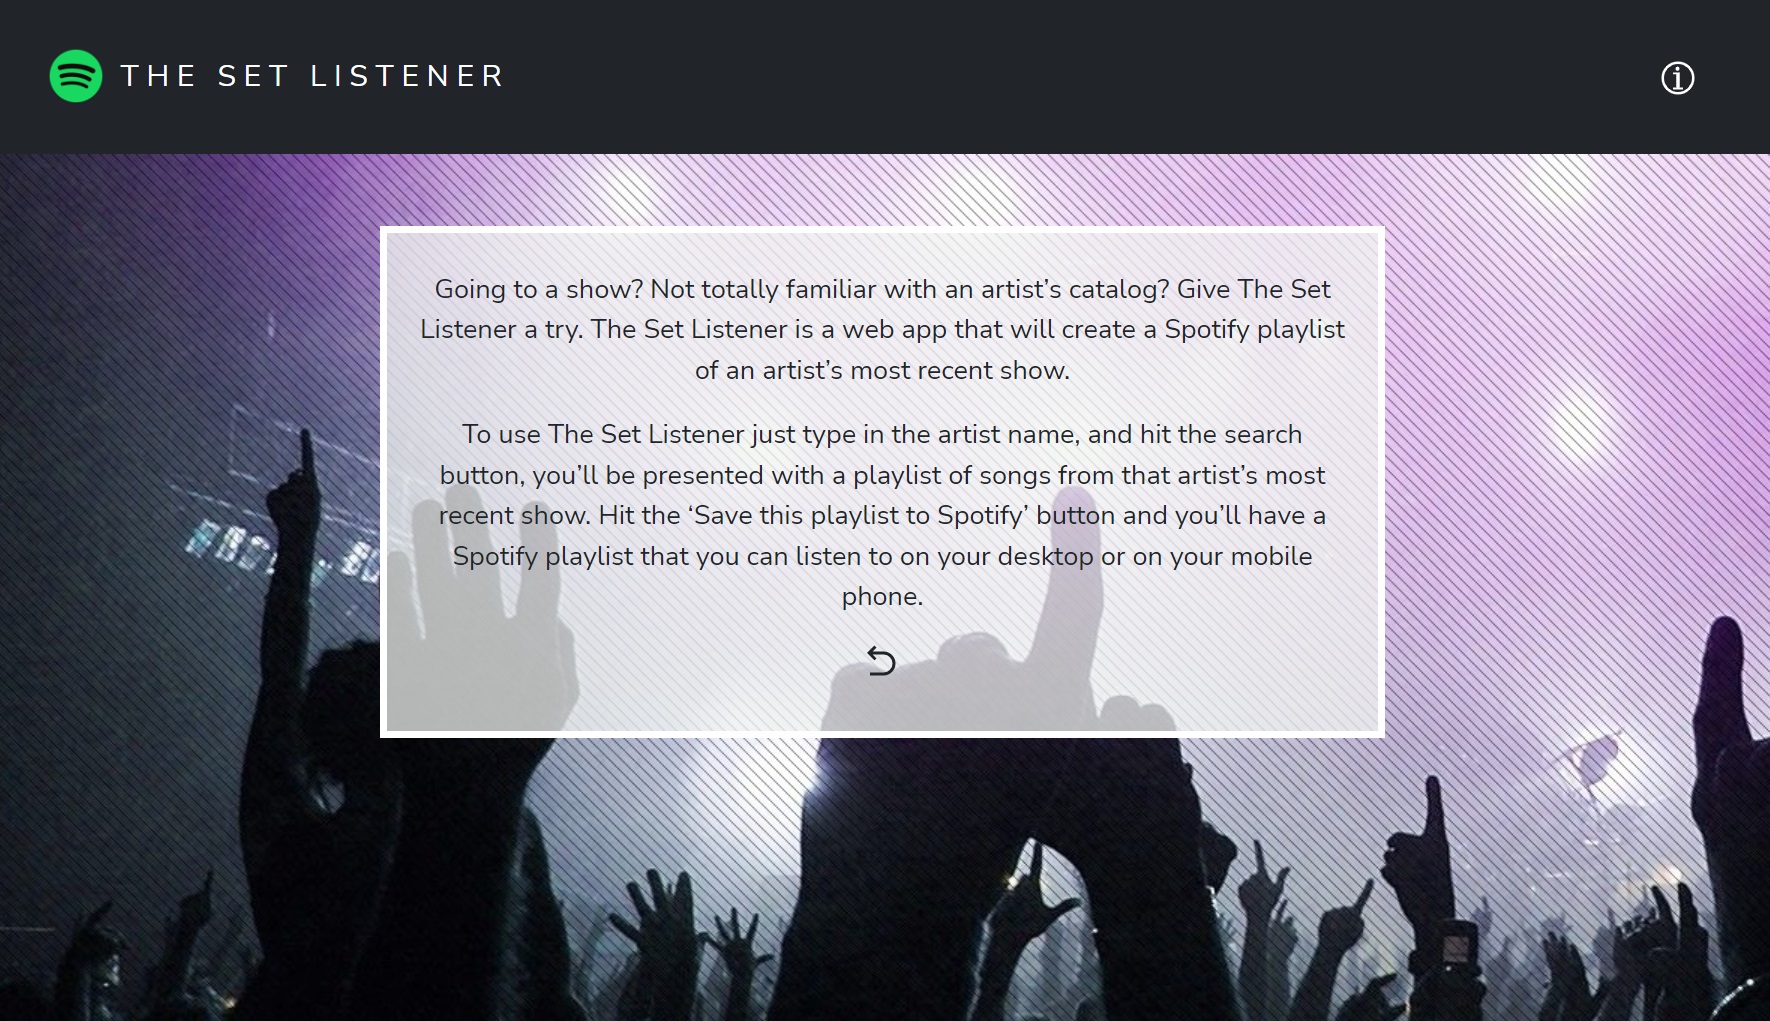 THE SET LISTENER
Going to a show? Not totally familiar with an artist’s catalog? Give The Set
Listener a try. The Set Listener is a web app that will create a Spotify playlist
of an artist’s most recent show.
To use The Set Listener just type in the artist name, and hit the search
button, you’ll be presented with a playlist of songs from that artist’s most
recent show. Hit the ‘Save this playlist to Spotify’ button and you’ll have a
Spotify playlist that you can listen to on your desktop or on your mobile
phone.